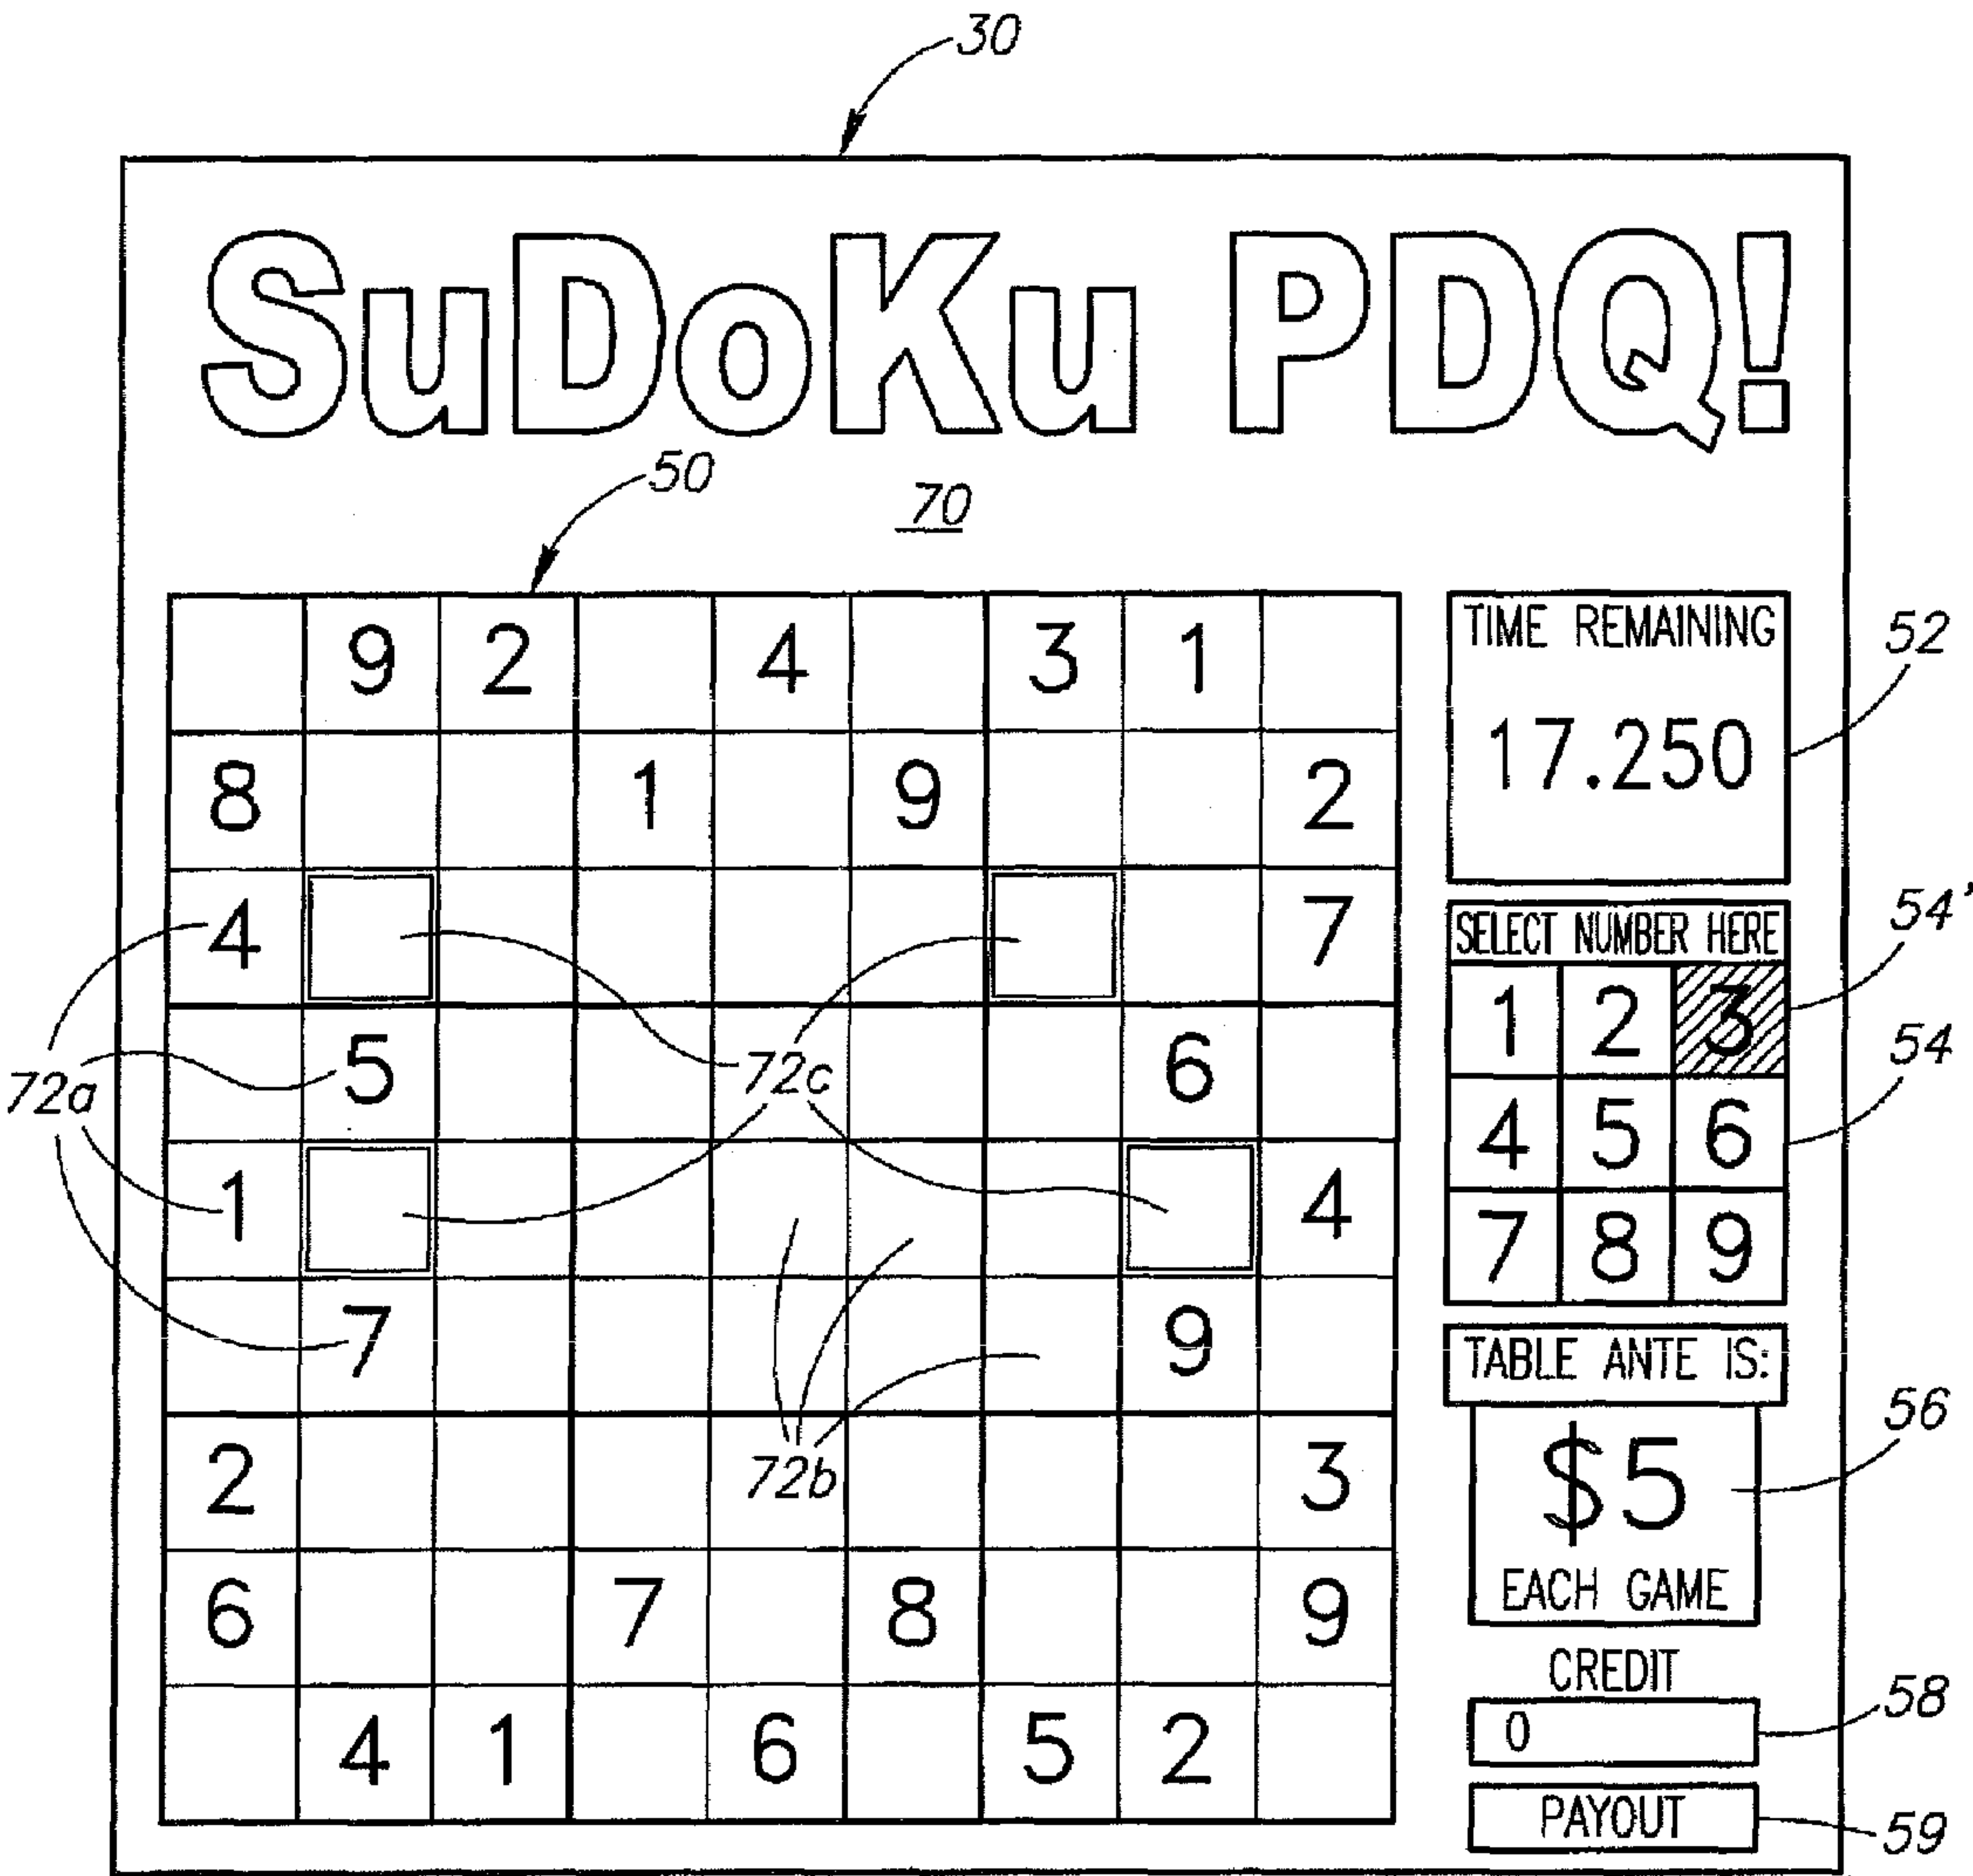 30
SuDoKu PDQ!
50
70
9 2 4 3 1
8 1 9 2
4 7
5 6
1 4
7 9
2 3
6 7 8 9
4 1 6 5 2
72a
72c
72b
TIME REMAINING
17.250
52
SELECT NUMBER HERE
1 2 3
4 5 6
7 8 9
54'
54
TABLE ANTE IS:
$5
EACH GAME
56
CREDIT
0
58
PAYOUT
59